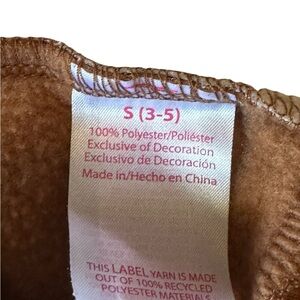 S (3-5)
100% Polyester/Poliéster
Exclusive of Decoration
Exclusivo de Decoración
Made in/Hecho en China
THIS LABEL YARN IS MADE
OUT OF 100% RECYCLED
POLYESTER MATERIALS